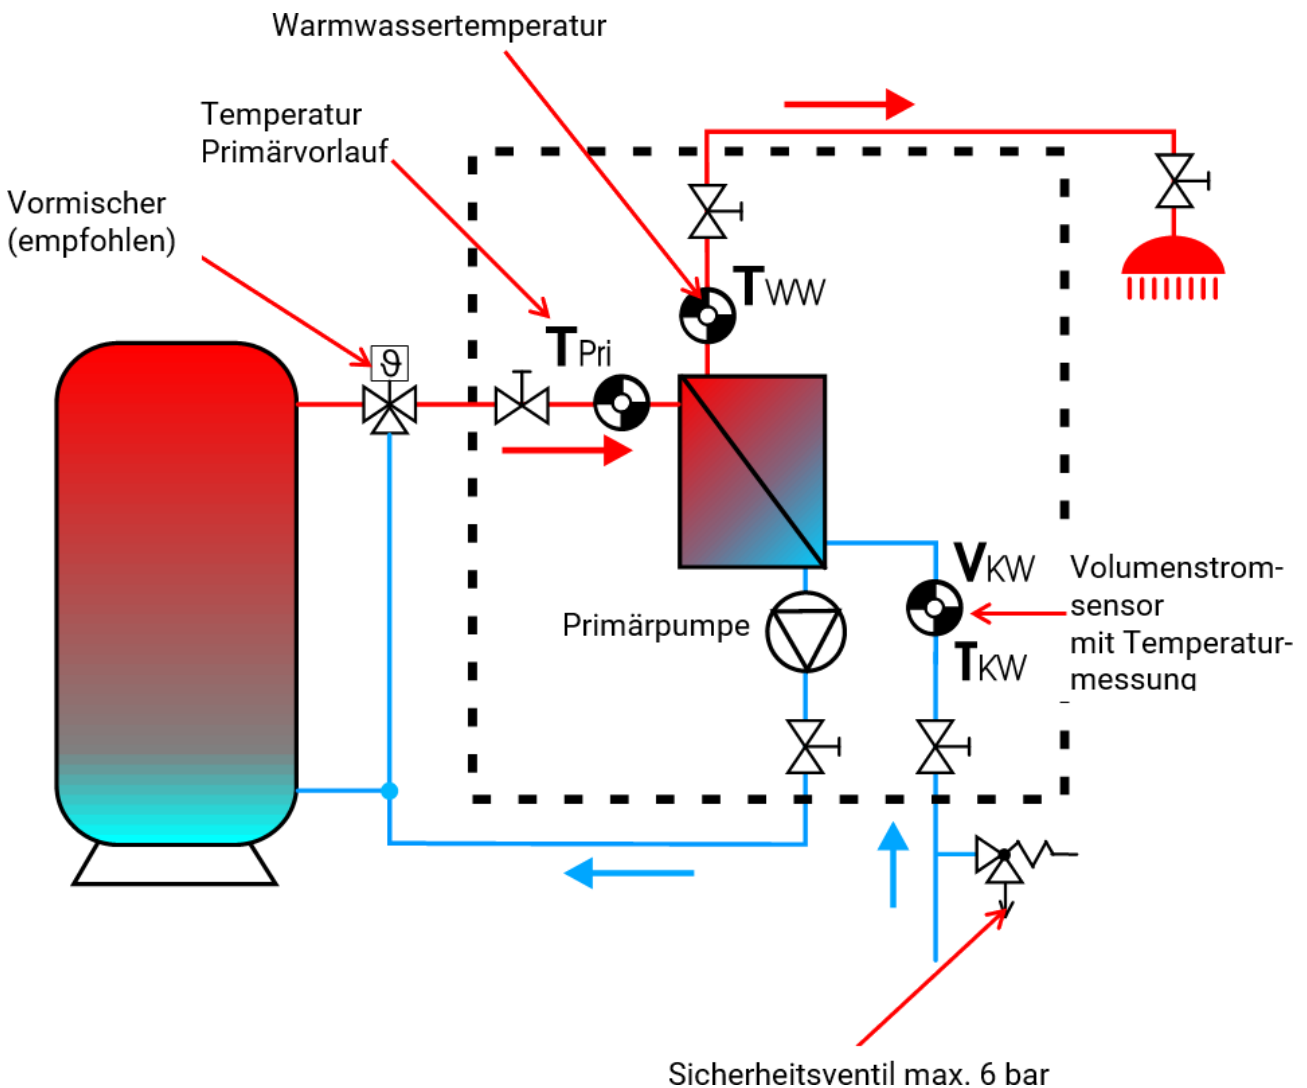 Warmwassertemperatur
Temperatur
Primärvorlauf
Vormischer
(empfohlen)
TWW
TPri
ϑ
VKW
Volumenstrom-
sensor
mit Temperatur-
messung
Primärpumpe
TKW
Sicherheitsventil max. 6 bar